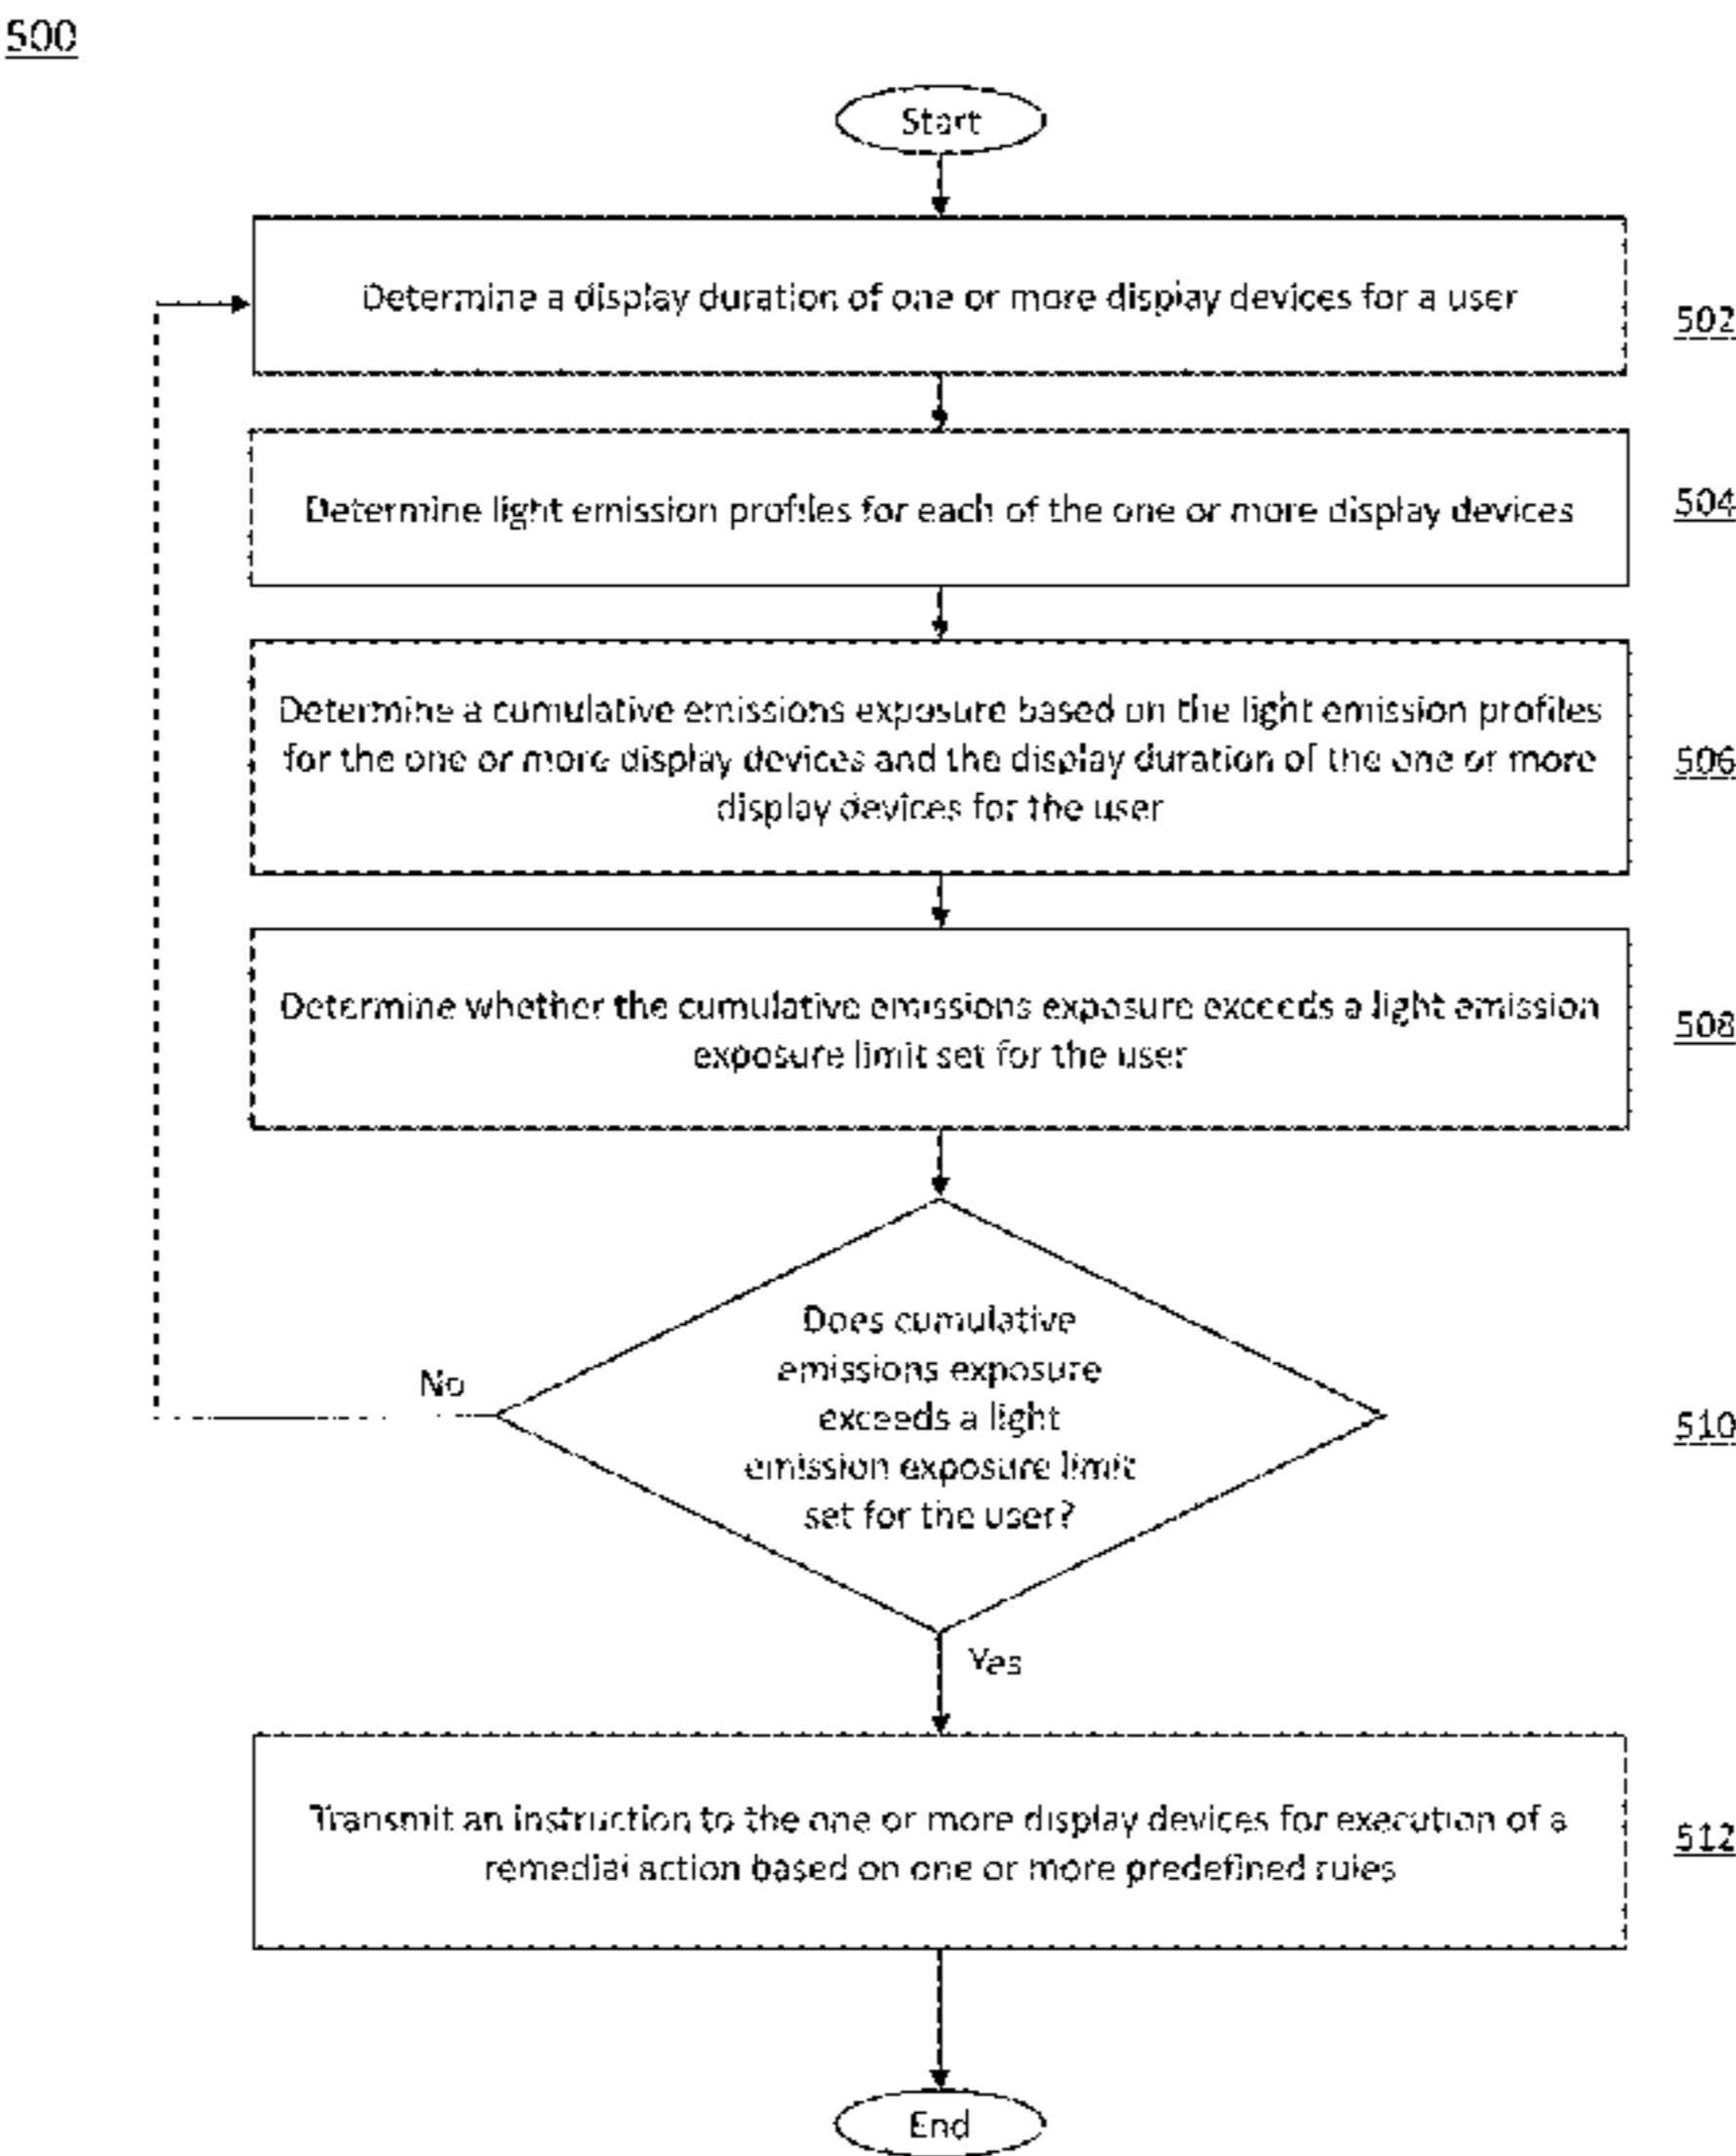 500
Start
Determine a display duration of one or more display devices for a user
502
Determine light emission profiles for each of the one or more display devices
504
Determine a cumulative emissions exposure based on the light emission profiles
for the one or more display devices and the display duration of the one or more
display devices for the user
506
Determine whether the cumulative emissions exposure exceeds a light emission
exposure limit set for the user
508
Does cumulative
emissions exposure
exceeds a light
emission exposure limit
set for the user?
No
510
Yes
Transmit an instruction to the one or more display devices for execution of a
remedial action based on one or more predefined rules
512
End